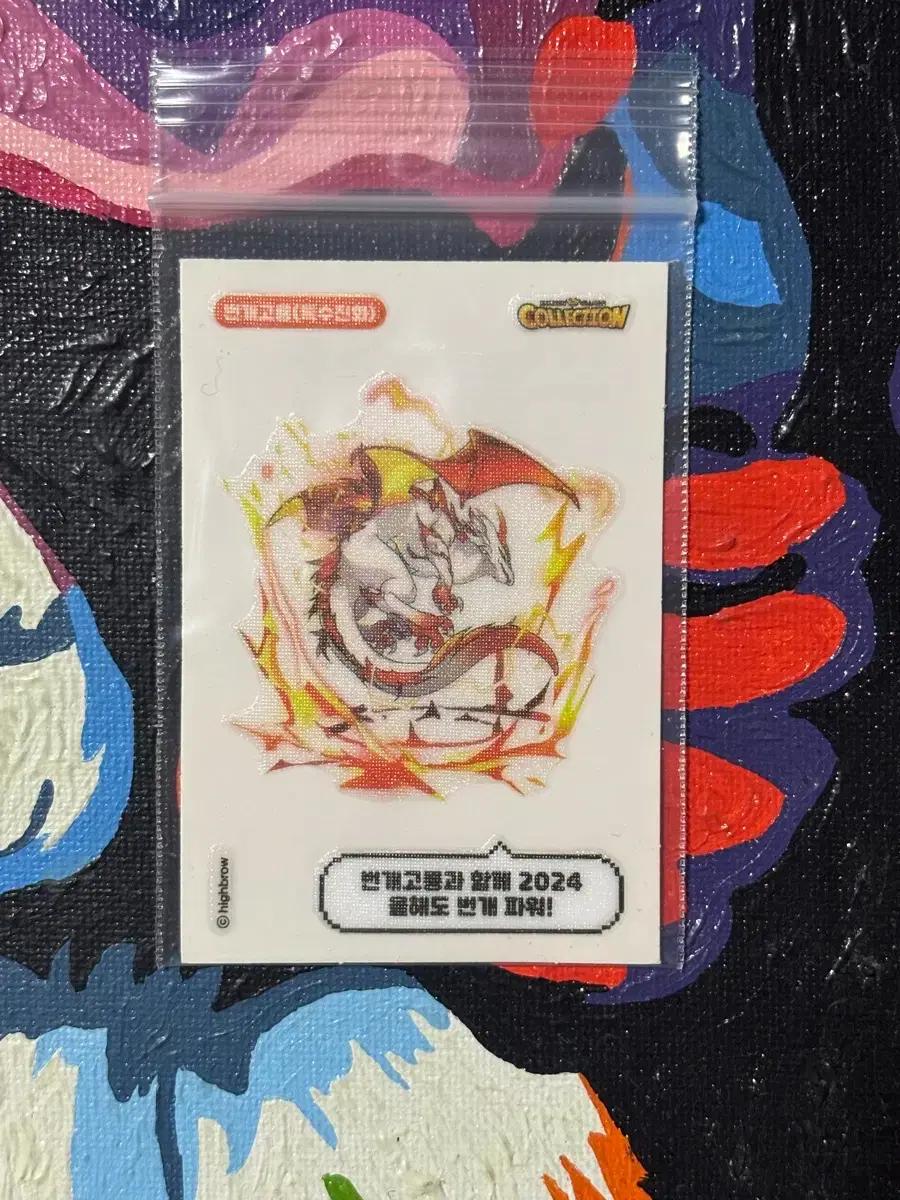 번개고룡(특수진화)
COLLECTION
번개고룡과 함께 2024
올해도 번개 파워!
©highbrow